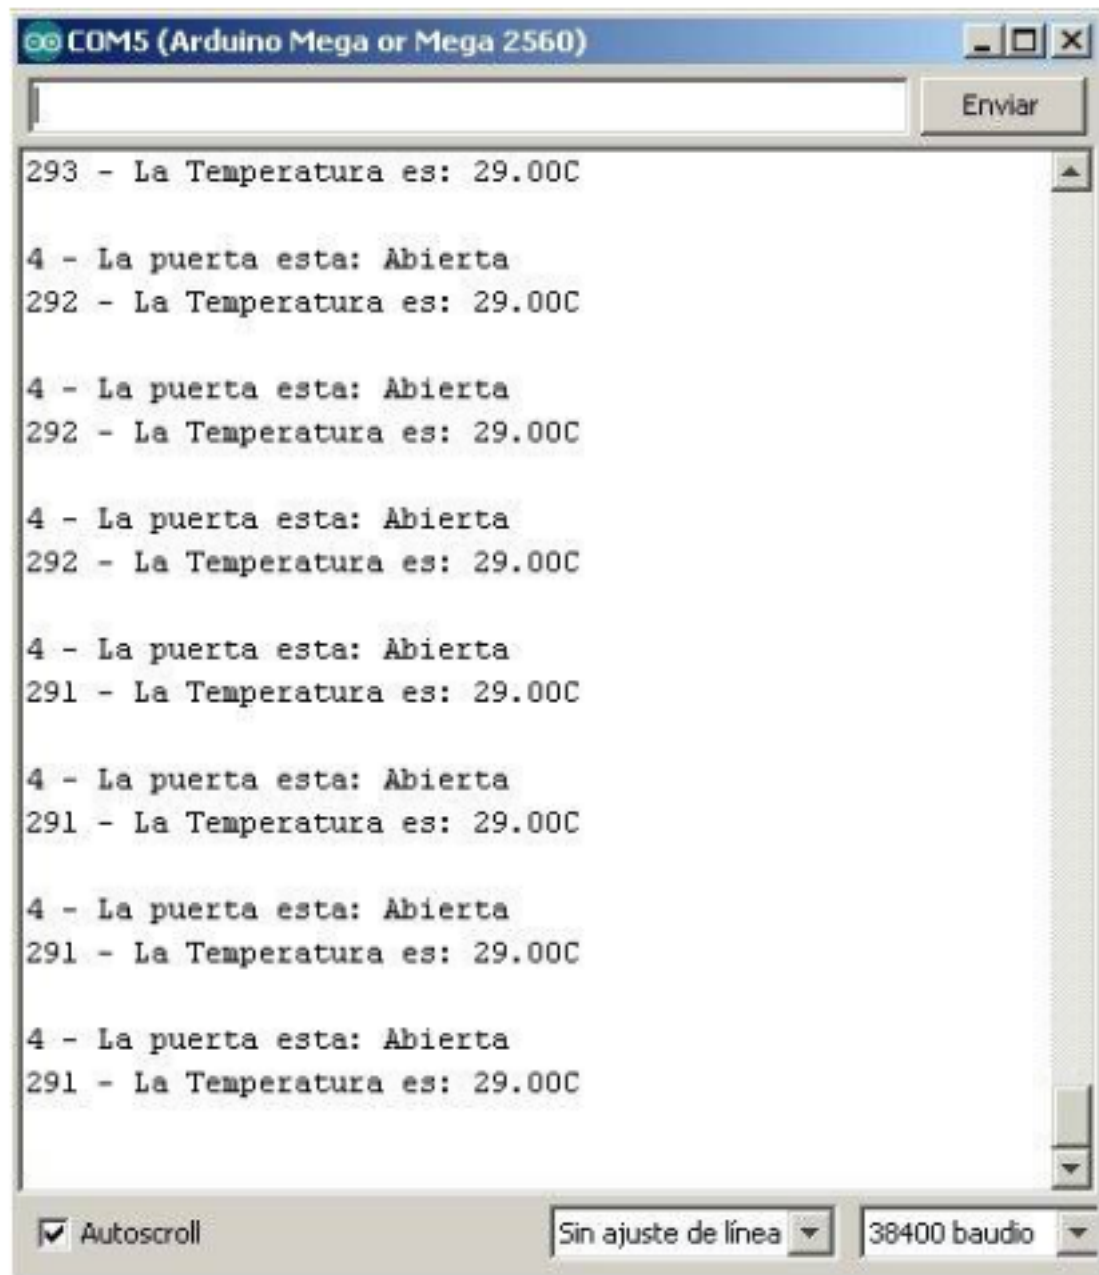 COM5 (Arduino Mega or Mega 2560)
Enviar
293 - La Temperatura es: 29.00C
4 - La puerta esta: Abierta
292 - La Temperatura es: 29.00C
4 - La puerta esta: Abierta
292 - La Temperatura es: 29.00C
4 - La puerta esta: Abierta
292 - La Temperatura es: 29.00C
4 - La puerta esta: Abierta
291 - La Temperatura es: 29.00C
4 - La puerta esta: Abierta
291 - La Temperatura es: 29.00C
4 - La puerta esta: Abierta
291 - La Temperatura es: 29.00C
4 - La puerta esta: Abierta
291 - La Temperatura es: 29.00C
Autoscroll
Sin ajuste de línea
38400 baudio